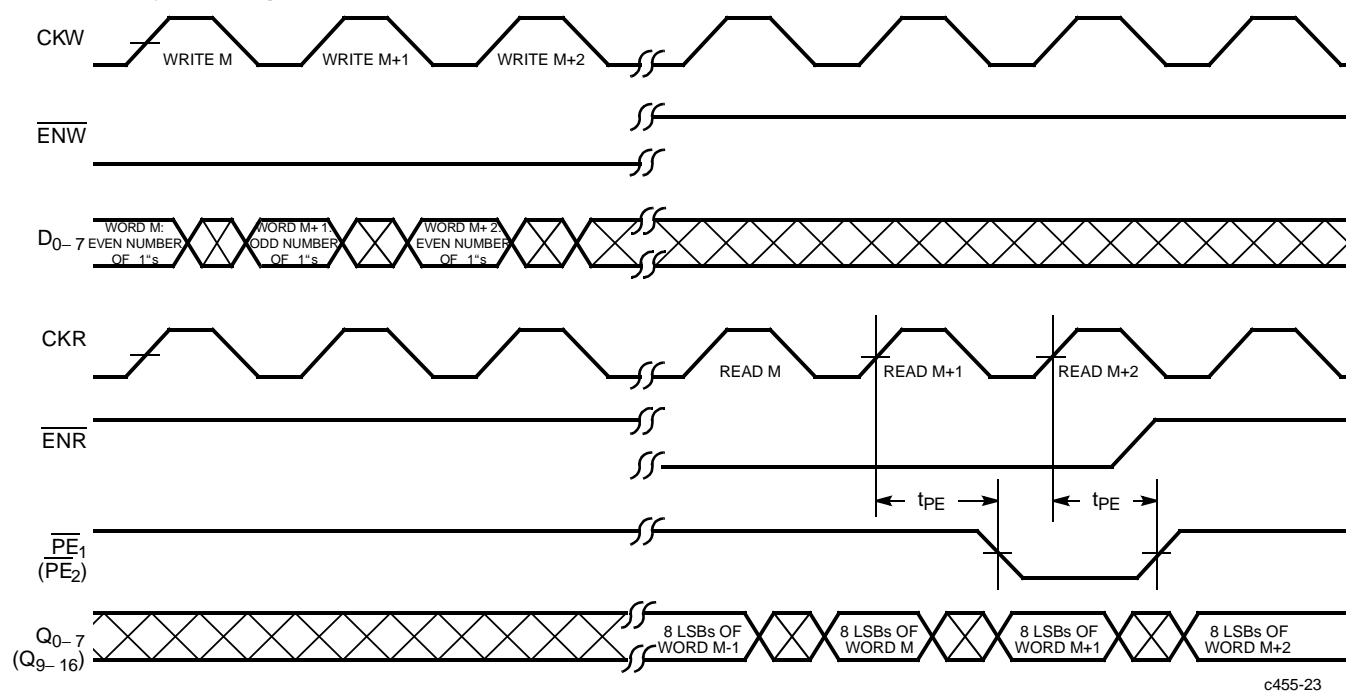 CKW
WRITE M
WRITE M+1
WRITE M+2
ENW
D0–7
WORD M:
EVEN NUMBER
OF 1"s
WORD M+1:
ODD NUMBER
OF 1"s
WORD M+2:
EVEN NUMBER
OF 1"s
CKR
READ M
READ M+1
READ M+2
ENR
tPE
tPE
PE1
(PE2)
Q0–7
(Q9–16)
8 LSBs OF
WORD M-1
8 LSBs OF
WORD M
8 LSBs OF
WORD M+1
8 LSBs OF
WORD M+2
c455-23